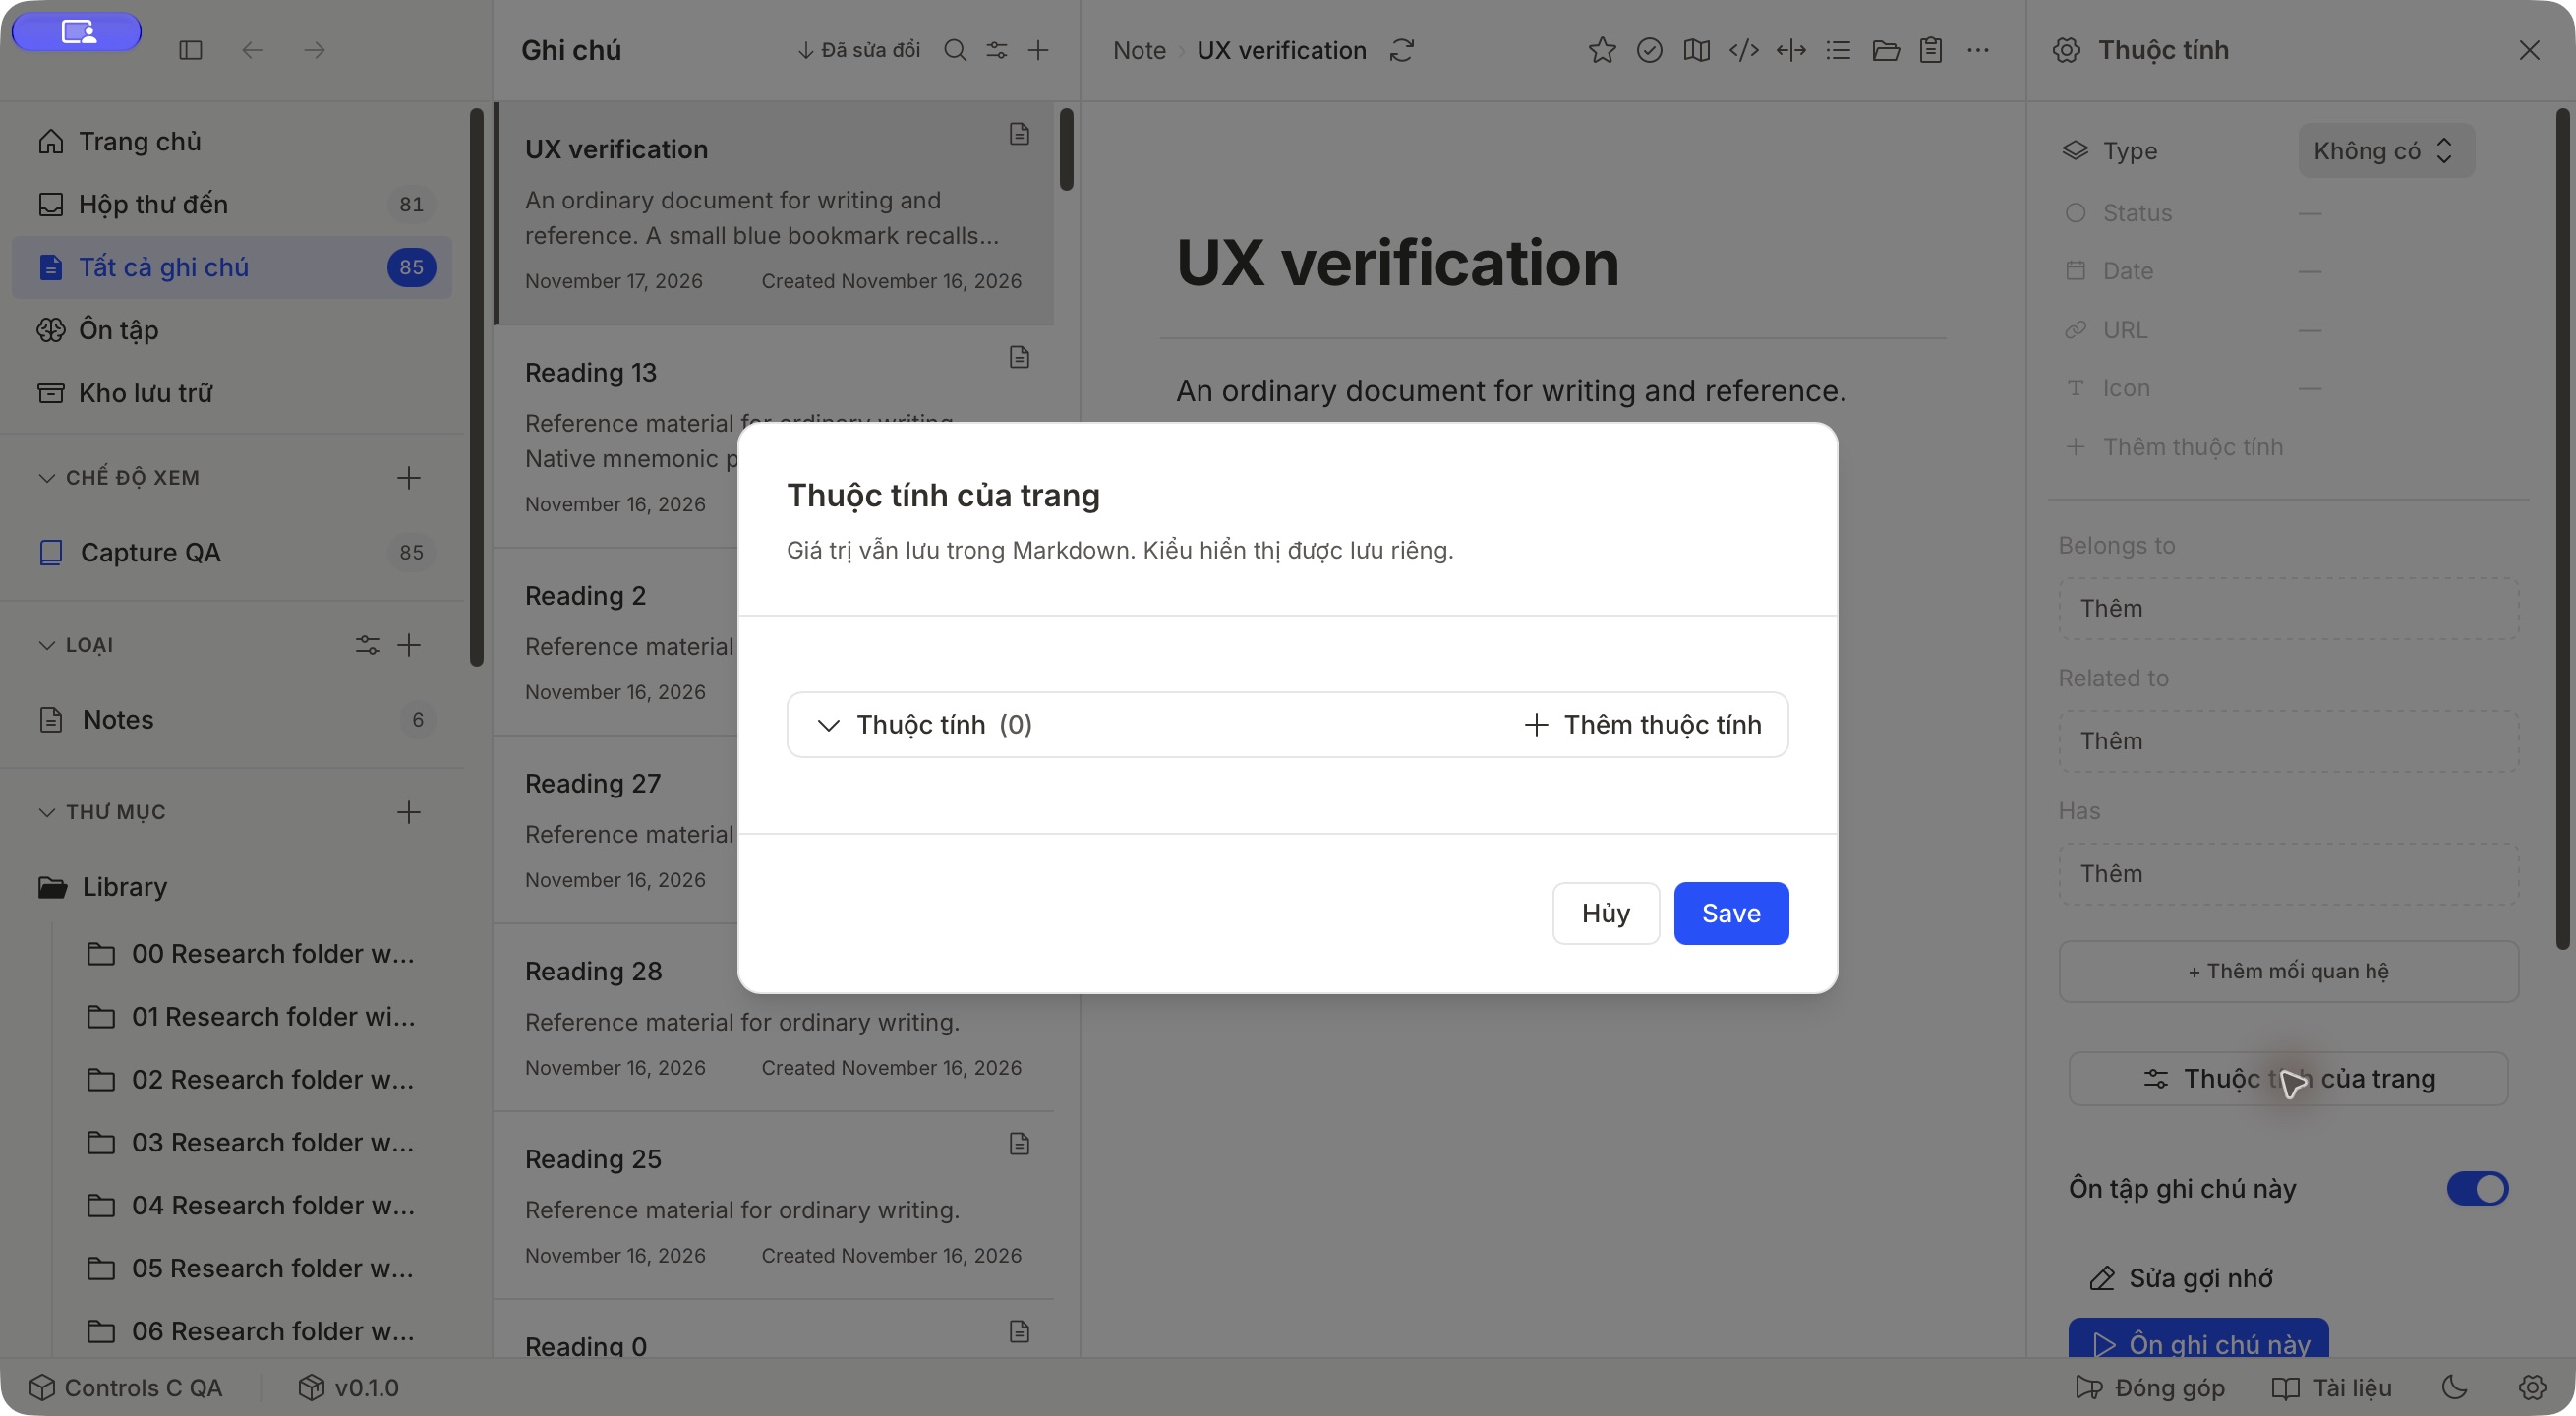 Trang chủ
Hộp thư đến 81
Tất cả ghi chú 85
Ôn tập
Kho lưu trữ
CHẾ ĐỘ XEM
Capture QA 85
LOẠI
Notes 6
THƯ MỤC
Library
00 Research folder w...
01 Research folder wi...
02 Research folder w...
03 Research folder w...
04 Research folder w...
05 Research folder w...
06 Research folder w...
Ghi chú Đã sửa đổi
UX verification
An ordinary document for writing and
reference. A small blue bookmark recalls...
November 17, 2026 Created November 16, 2026
Reading 13
Reference material for ordinary writing.
Native mnemonic
November 16, 2026
Reading 2
Reference material
November 16, 2026
Reading 27
Reference material
November 16, 2026
Reading 28
Reference material for ordinary writing.
November 16, 2026 Created November 16, 2026
Reading 25
Reference material for ordinary writing.
November 16, 2026 Created November 16, 2026
Reading 0
Note › UX verification
UX verification
An ordinary document for writing and reference.
Thuộc tính của trang
Giá trị vẫn lưu trong Markdown. Kiểu hiển thị được lưu riêng.
Thuộc tính (0) Thêm thuộc tính
Hủy Save
Thuộc tính
Type Không có
Status —
Date —
URL —
Icon —
Thêm thuộc tính
Belongs to
Thêm
Related to
Thêm
Has
Thêm
+ Thêm mối quan hệ
Thuộc tính của trang
Ôn tập ghi chú này
Sửa gợi nhớ
Ôn ghi chú này
Controls C QA v0.1.0 Đóng góp Tài liệu